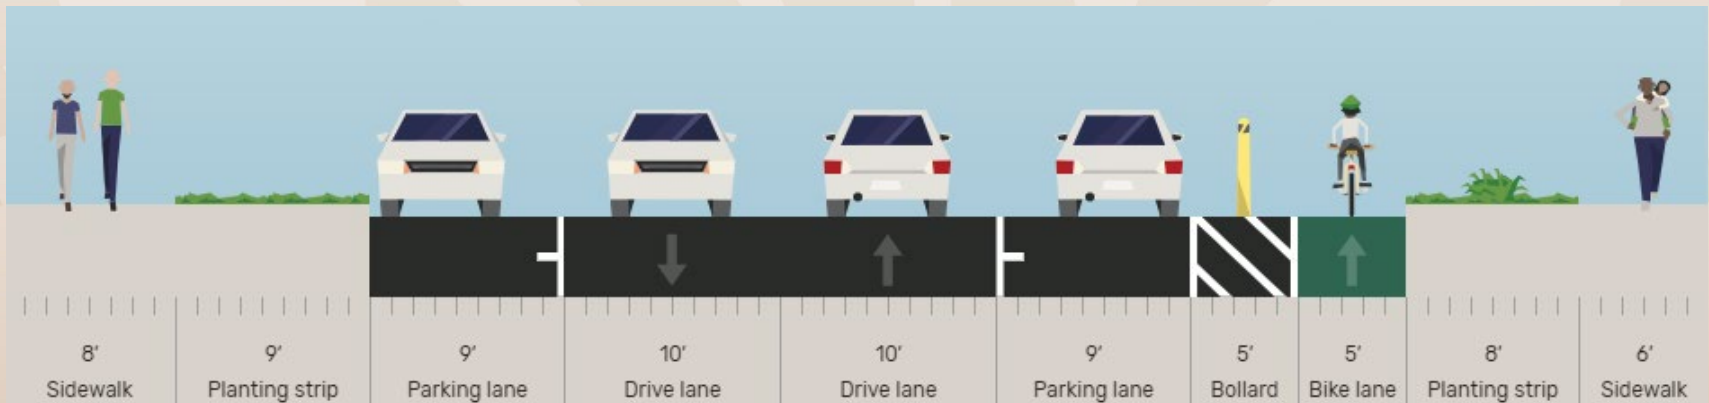 8′ 9′ 9′ 10′ 10′ 9′ 5′ 5′ 8′ 6′
Sidewalk Planting strip Parking lane Drive lane Drive lane Parking lane Bollard Bike lane Planting strip Sidewalk